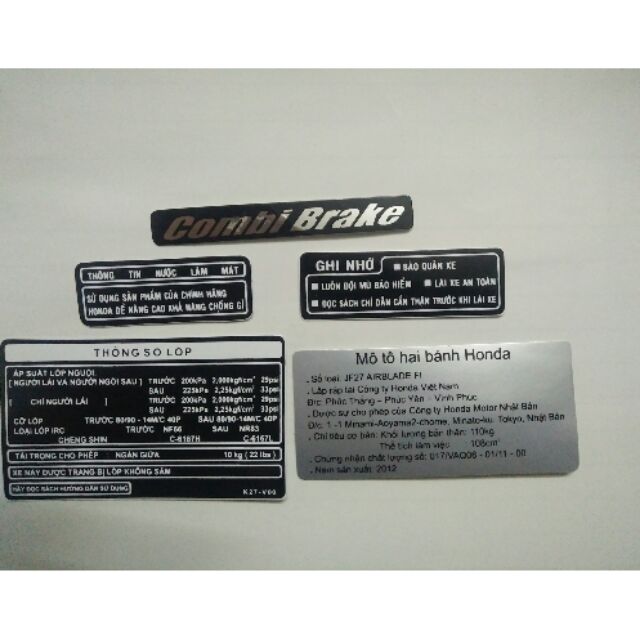 Combi Brake
THÔNG TIN NƯỚC LÀM MÁT
SỬ DỤNG SẢN PHẨM CỦA CHÍNH HÃNG
HONDA ĐỂ NÂNG CAO KHẢ NĂNG CHỐNG GỈ
GHI NHỚ ■ BẢO QUẢN XE
■ LUÔN ĐỘI MŨ BẢO HIỂM ■ LÁI XE AN TOÀN
■ ĐỌC SÁCH CHỈ DẪN CẨN THẬN TRƯỚC KHI LÁI XE
THÔNG SỐ LỐP
ÁP SUẤT LỐP NGUỘI.
[ NGƯỜI LÁI VÀ NGƯỜI NGỒI SAU ] TRƯỚC 200kPa 2,000kgf/cm² 29psi
SAU 225kPa 2,25kgf/cm² 33psi
[ CHỈ NGƯỜI LÁI ] TRƯỚC 200kPa 2,000kgf/cm² 29psi
SAU 225kPa 2,25kgf/cm² 33psi
CỠ LỐP TRƯỚC 80/90 - 14M/C 40P SAU 90/90-14M/C 40P
LOẠI LỐP IRC TRƯỚC NF66 SAU NR83
CHENG SHIN C-6167H C-6167L
TẢI TRỌNG CHO PHÉP NGĂN GIỮA 10 kg ( 22 lbs )
XE NÀY ĐƯỢC TRANG BỊ LỐP KHÔNG SĂM
HÃY ĐỌC SÁCH HƯỚNG DẪN SỬ DỤNG
K27-V00
Mô tô hai bánh Honda
. Số loại: JF27 AIRBLADE FI
. Lắp ráp tại Công ty Honda Việt Nam
Đ/c: Phúc Thắng - Phúc Yên - Vĩnh Phúc
. Được sự cho phép của Công ty Honda Motor Nhật Bản
Đ/c: 1 -1 Minami-Aoyama2-chome, Minato-ku, Tokyo, Nhật Bản
. Chỉ tiêu cơ bản: Khối lượng bản thân: 110kg
Thể tích làm việc: 108cm³
. Chứng nhận chất lượng số: 017/VAQ06 - 01/11 - 00
. Năm sản xuất: 2012